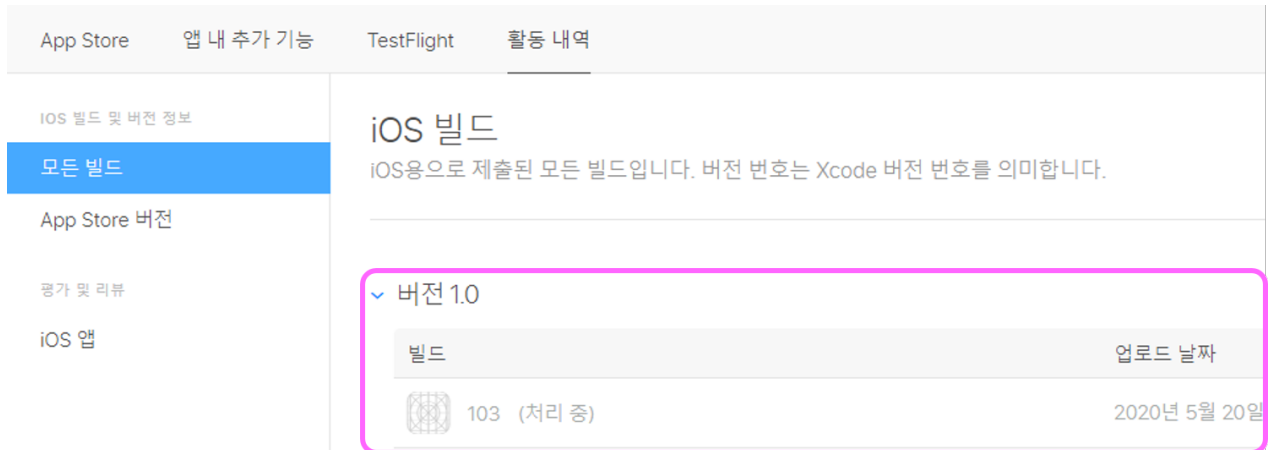 App Store 앱 내 추가 기능 TestFlight 활동 내역
iOS 빌드 및 버전 정보
모든 빌드
App Store 버전
평가 및 리뷰
iOS 앱
iOS 빌드
iOS용으로 제출된 모든 빌드입니다. 버전 번호는 Xcode 버전 번호를 의미합니다.
버전 1.0
빌드 업로드 날짜
103 (처리 중) 2020년 5월 20일